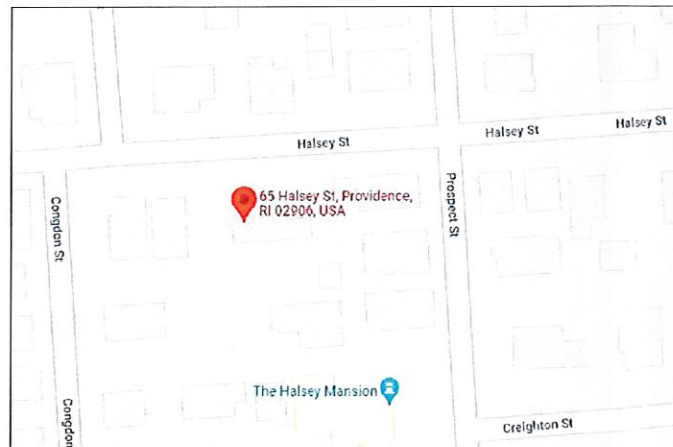 Halsey St
Halsey St
Halsey St
65 Halsey St, Providence,
RI 02906, USA
Congdon St
Prospect St
The Halsey Mansion
Congdon St
Creighton St